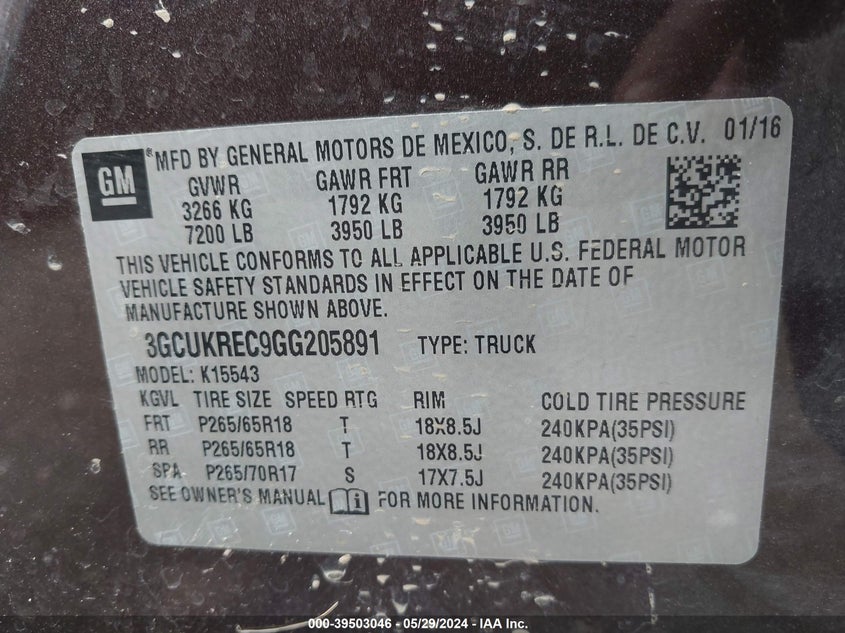 GM ® MFD BY GENERAL MOTORS DE MEXICO, S. DE R.L. DE C.V. 01/16
GVWR GAWR FRT GAWR RR
3266 KG 1792 KG 1792 KG
7200 LB 3950 LB 3950 LB
THIS VEHICLE CONFORMS TO ALL APPLICABLE U.S. FEDERAL MOTOR
VEHICLE SAFETY STANDARDS IN EFFECT ON THE DATE OF
MANUFACTURE SHOWN ABOVE.
3GCUKREC9GG205891 TYPE: TRUCK
MODEL: K15543
KGVL TIRE SIZE SPEED RTG RIM COLD TIRE PRESSURE
FRT P265/65R18 T 18X8.5J 240KPA(35PSI)
RR P265/65R18 T 18X8.5J 240KPA(35PSI)
SPA P265/70R17 S 17X7.5J 240KPA(35PSI)
SEE OWNER'S MANUAL i FOR MORE INFORMATION.
000-39503046 - 05/29/2024 - IAA Inc.